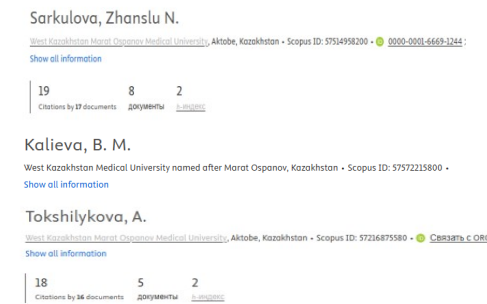 Sarkulova, Zhanslu N.
West Kazakhstan Marat Ospanov Medical University, Aktobe, Kazakhstan • Scopus ID: 57514958200 • iD 0000-0001-6669-1244 :
Show all information
19 8 2
Citations by 17 documents документы h-индекс
Kalieva, B. M.
West Kazakhstan Medical University named after Marat Ospanov, Kazakhstan • Scopus ID: 57572215800 •
Show all information
Tokshilykova, A.
West Kazakhstan Marat Ospanov Medical University, Aktobe, Kazakhstan • Scopus ID: 57216875580 • iD Связать с ORC
Show all information
18 5 2
Citations by 16 documents документы h-индекс